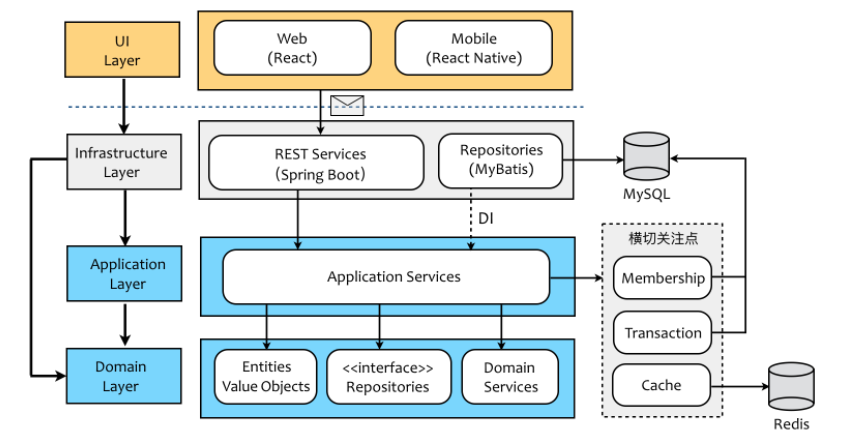 UI
Layer
Web
(React)
Mobile
(React Native)
Infrastructure
Layer
REST Services
(Spring Boot)
Repositories
(MyBatis)
MySQL
DI
Application
Layer
Application Services
横切关注点
Membership
Transaction
Cache
Domain
Layer
Entities
Value Objects
<<interface>>
Repositories
Domain
Services
Redis